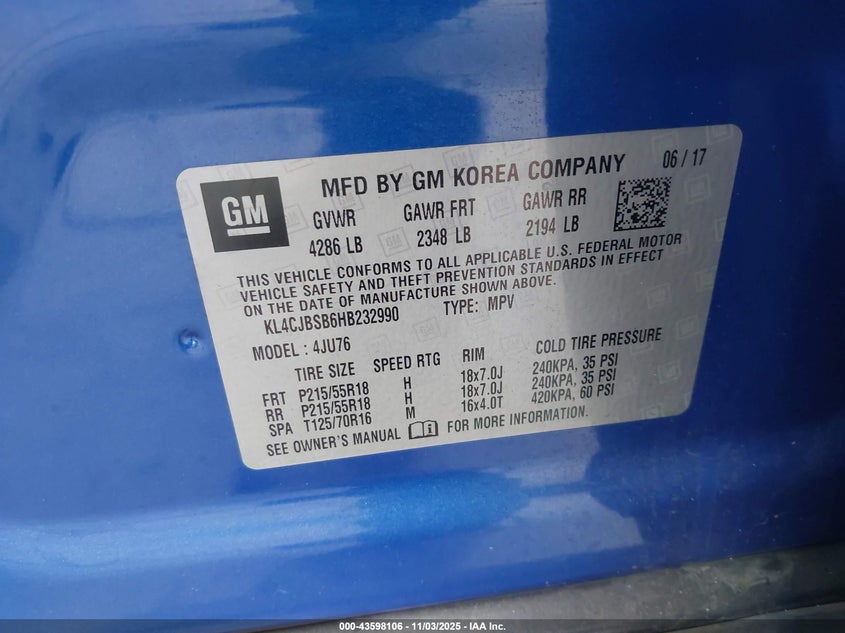 GM
MFD BY GM KOREA COMPANY 06 / 17
GVWR GAWR FRT GAWR RR
4286 LB 2348 LB 2194 LB
THIS VEHICLE CONFORMS TO ALL APPLICABLE U.S. FEDERAL MOTOR
VEHICLE SAFETY AND THEFT PREVENTION STANDARDS IN EFFECT
ON THE DATE OF MANUFACTURE SHOWN ABOVE.
KL4CJBSB6HB232990 TYPE: MPV
MODEL : 4JU76
TIRE SIZE SPEED RTG RIM COLD TIRE PRESSURE
FRT P215/55R18 H 18x7.0J 240KPA, 35 PSI
RR P215/55R18 H 18x7.0J 240KPA, 35 PSI
SPA T125/70R16 M 16x4.0T 420KPA, 60 PSI
SEE OWNER'S MANUAL FOR MORE INFORMATION.
000-43598106 - 11/03/2025 - IAA Inc.